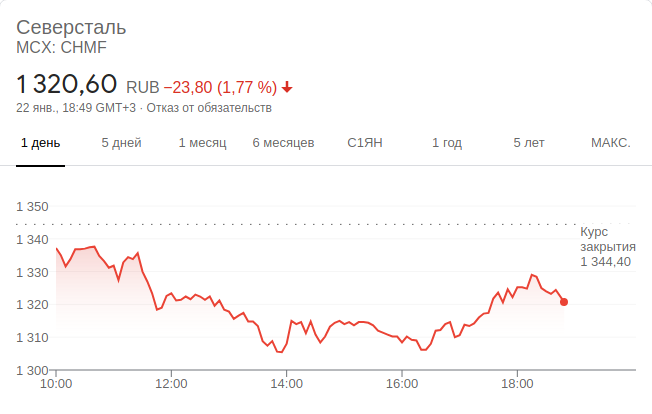 Северсталь
MCX: CHMF
1 320,60 RUB −23,80 (1,77 %)
22 янв., 18:49 GMT+3 · Отказ от обязательств
1 день 5 дней 1 месяц 6 месяцев С1ЯН 1 год 5 лет МАКС.
1 350
1 340
1 330
1 320
1 310
1 300
Курс
закрытия
1 344,40
10:00 12:00 14:00 16:00 18:00